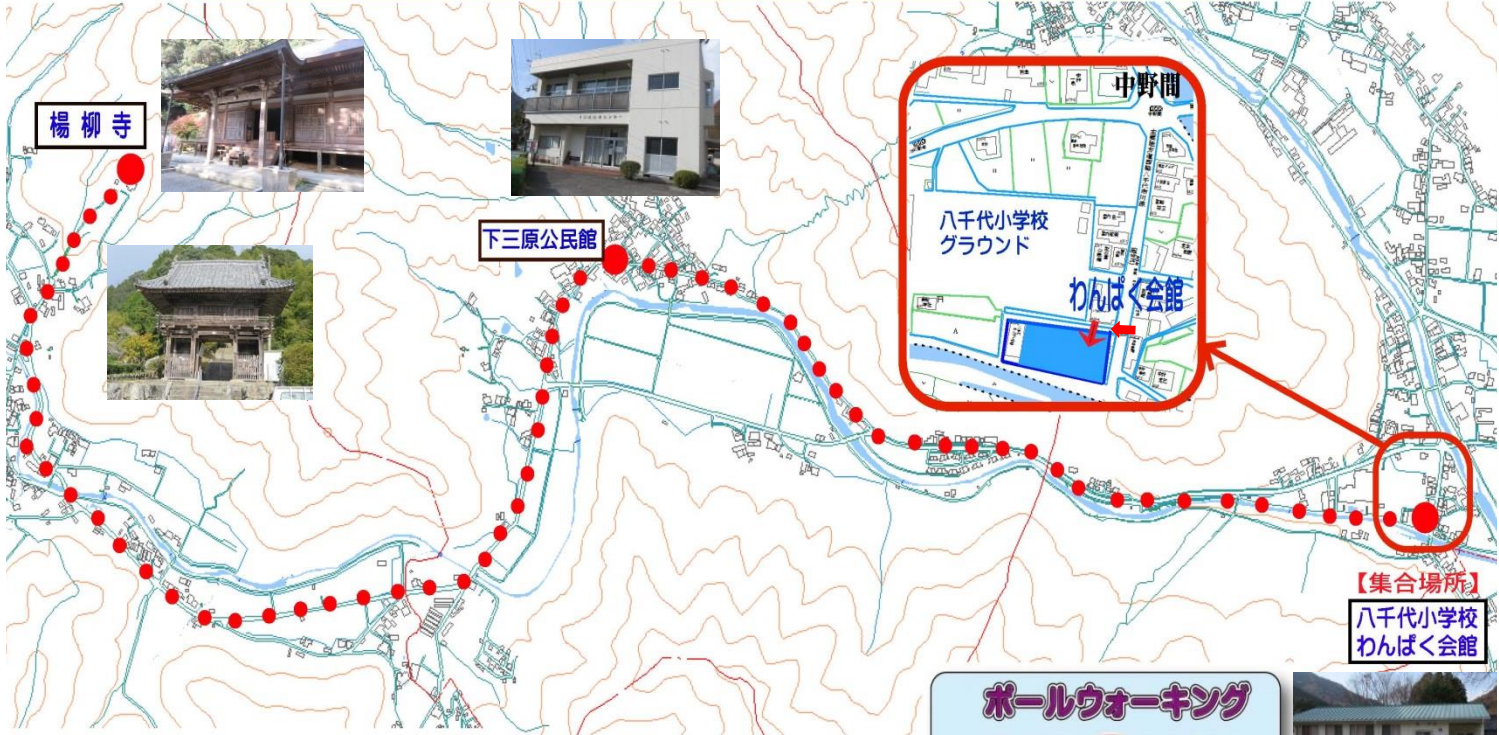 楊柳寺
下三原公民館
中野間
八千代小学校
グラウンド
わんぱく会館
【集合場所】
八千代小学校
わんぱく会館
ポールウォーキング